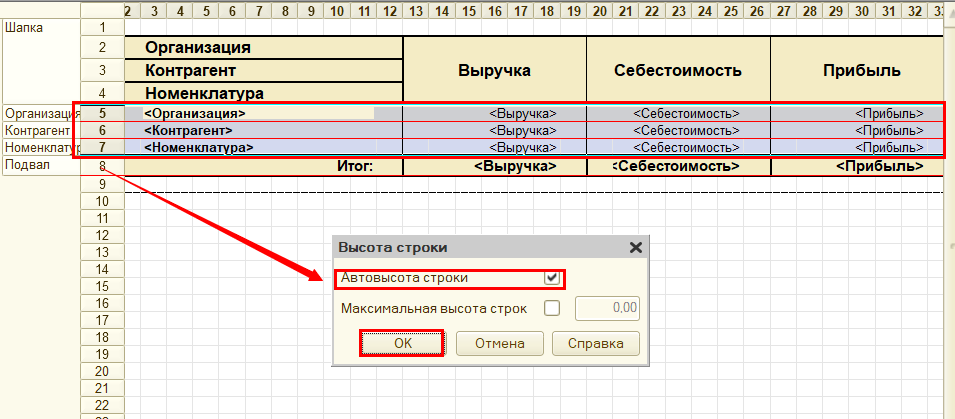 2 3 4 5 6 7 8 9 10 11 12 13 14 15 16 17 18 19 20 21 22 23 24 25 26 27 28 29 30 31 32 33
Шапка 1
2 Организация
3 Контрагент Выручка Себестоимость Прибыль
4 Номенклатура
Организация 5 <Организация> <Выручка> <Себестоимость> <Прибыль>
Контрагент 6 <Контрагент> <Выручка> <Себестоимость> <Прибыль>
Номенклатур 7 <Номенклатура> <Выручка> <Себестоимость> <Прибыль>
Подвал 8 Итог: <Выручка> <Себестоимость> <Прибыль>
9
10
11
12
13 Высота строки
14
15 Автовысота строки
16
17 Максимальная высота строк 0,00
18
19 OK Отмена Справка
20
21
22